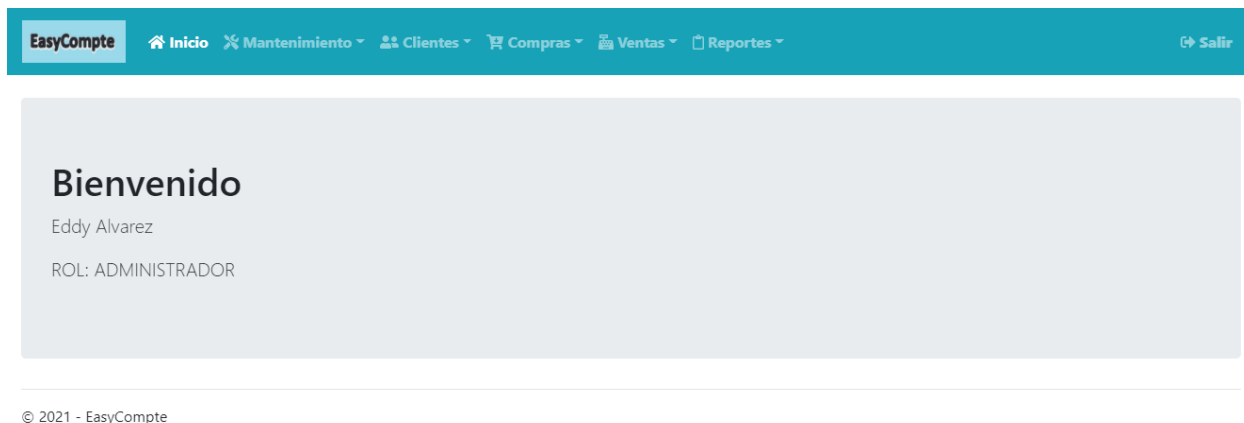 EasyCompte Inicio Mantenimiento Clientes Compras Ventas Reportes Salir
Bienvenido
Eddy Alvarez
ROL: ADMINISTRADOR
© 2021 - EasyCompte